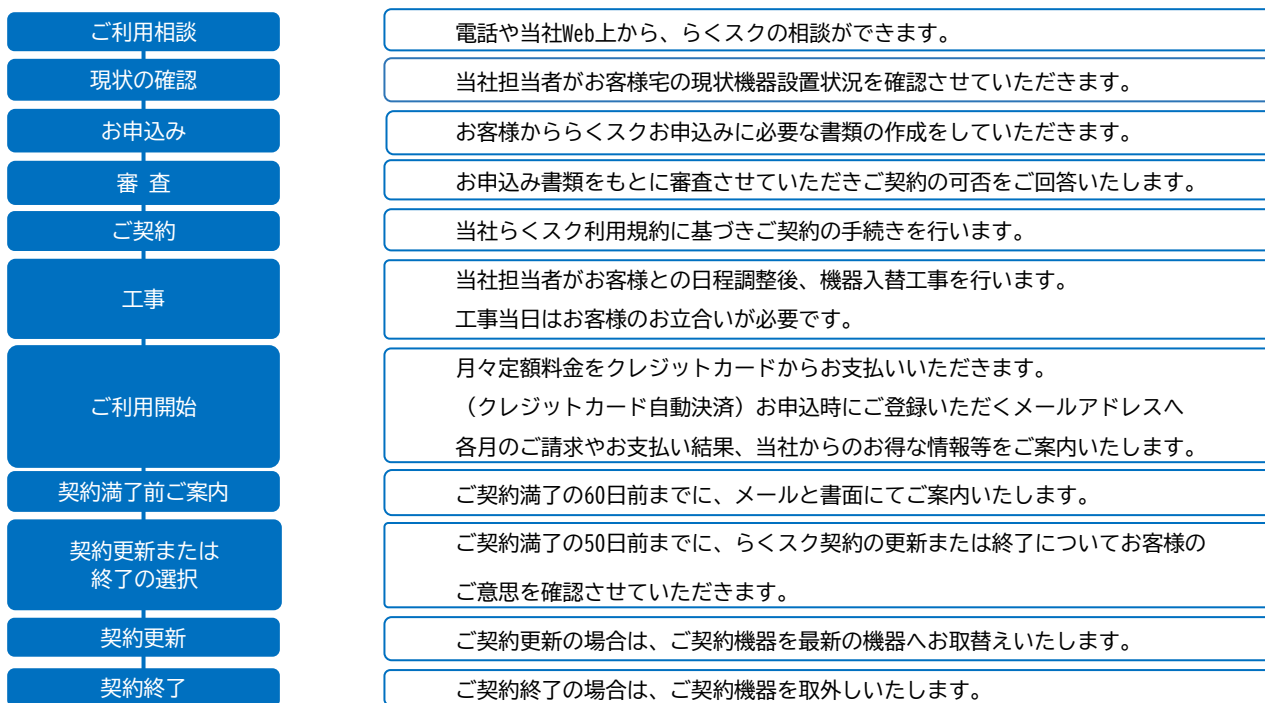 ご利用相談
電話や当社Web上から、らくスクの相談ができます。
現状の確認
当社担当者がお客様宅の現状機器設置状況を確認させていただきます。
お申込み
お客様かららくスクお申込みに必要な書類の作成をしていただきます。
審 査
お申込み書類をもとに審査させていただきご契約の可否をご回答いたします。
ご契約
当社らくスク利用規約に基づきご契約の手続きを行います。
工事
当社担当者がお客様との日程調整後、機器入替工事を行います。
工事当日はお客様のお立合いが必要です。
ご利用開始
月々定額料金をクレジットカードからお支払いいただきます。
（クレジットカード自動決済）お申込時にご登録いただくメールアドレスへ
各月のご請求やお支払い結果、当社からのお得な情報等をご案内いたします。
契約満了前ご案内
ご契約満了の60日前までに、メールと書面にてご案内いたします。
契約更新または
終了の選択
ご契約満了の50日前までに、らくスク契約の更新または終了についてお客様の
ご意思を確認させていただきます。
契約更新
ご契約更新の場合は、ご契約機器を最新の機器へお取替えいたします。
契約終了
ご契約終了の場合は、ご契約機器を取外しいたします。